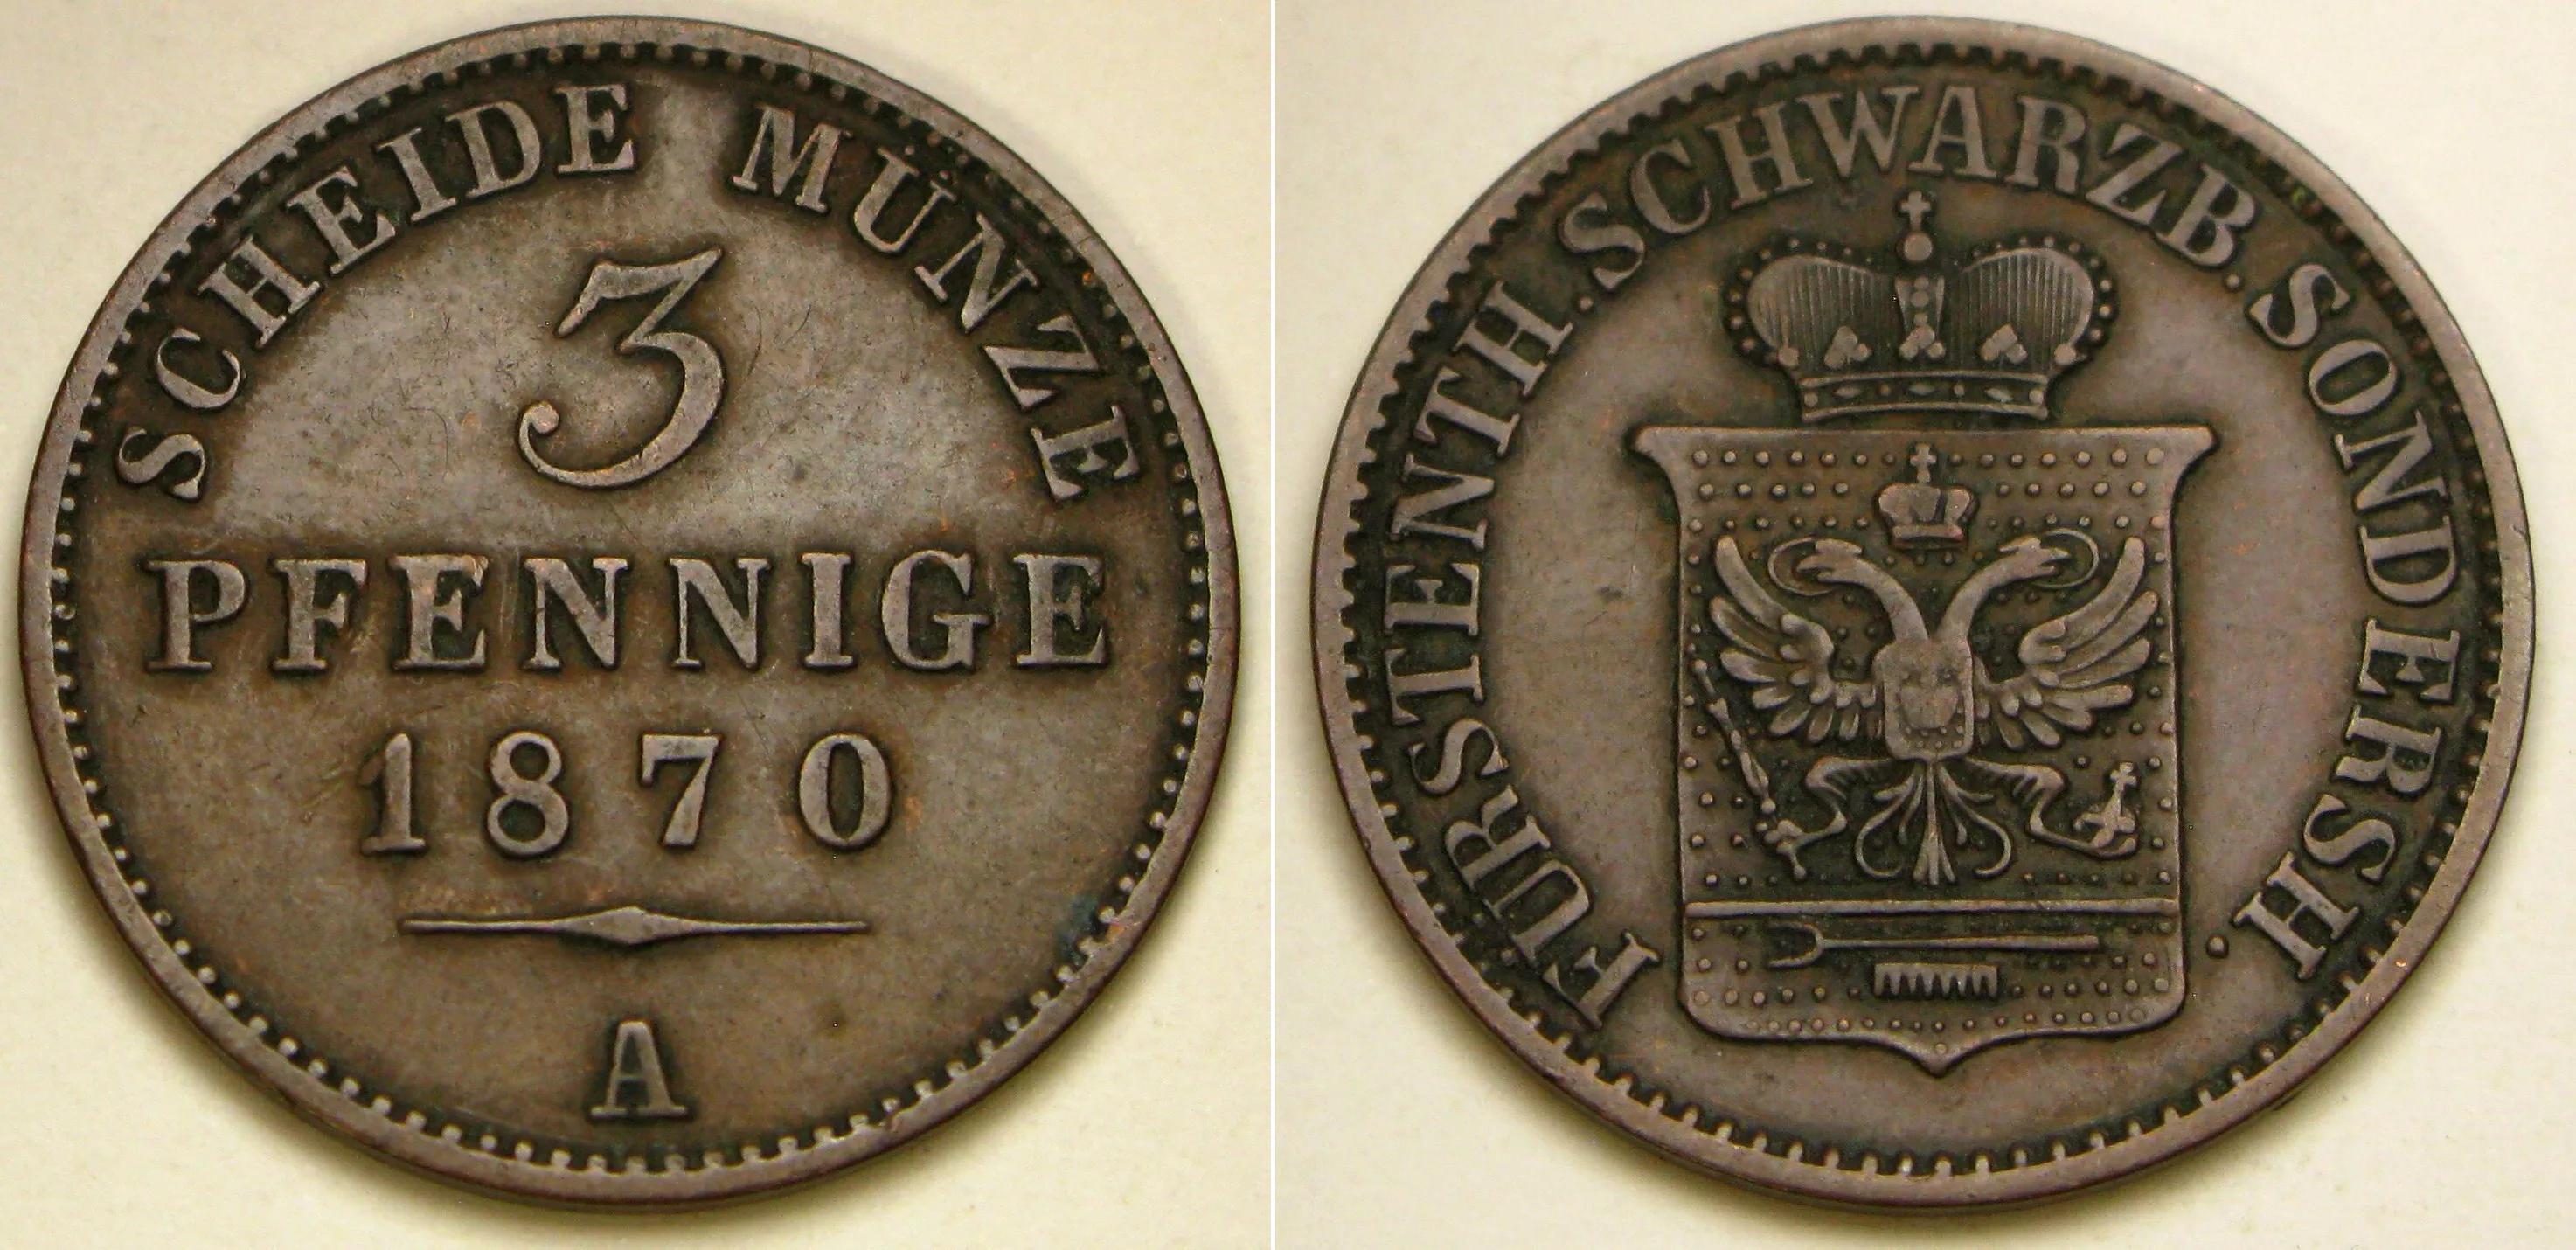 SCHEIDE MÜNZE
3
PFENNIGE
1870
A
FÜRSTENTH. SCHWARZB. SONDERSH.